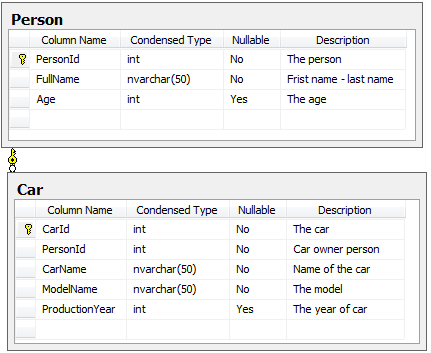 Person
Column Name Condensed Type Nullable Description
PersonId int No The person
FullName nvarchar(50) No Frist name - last name
Age int Yes The age
Car
Column Name Condensed Type Nullable Description
CarId int No The car
PersonId int No Car owner person
CarName nvarchar(50) No Name of the car
ModelName nvarchar(50) No The model
ProductionYear int Yes The year of car